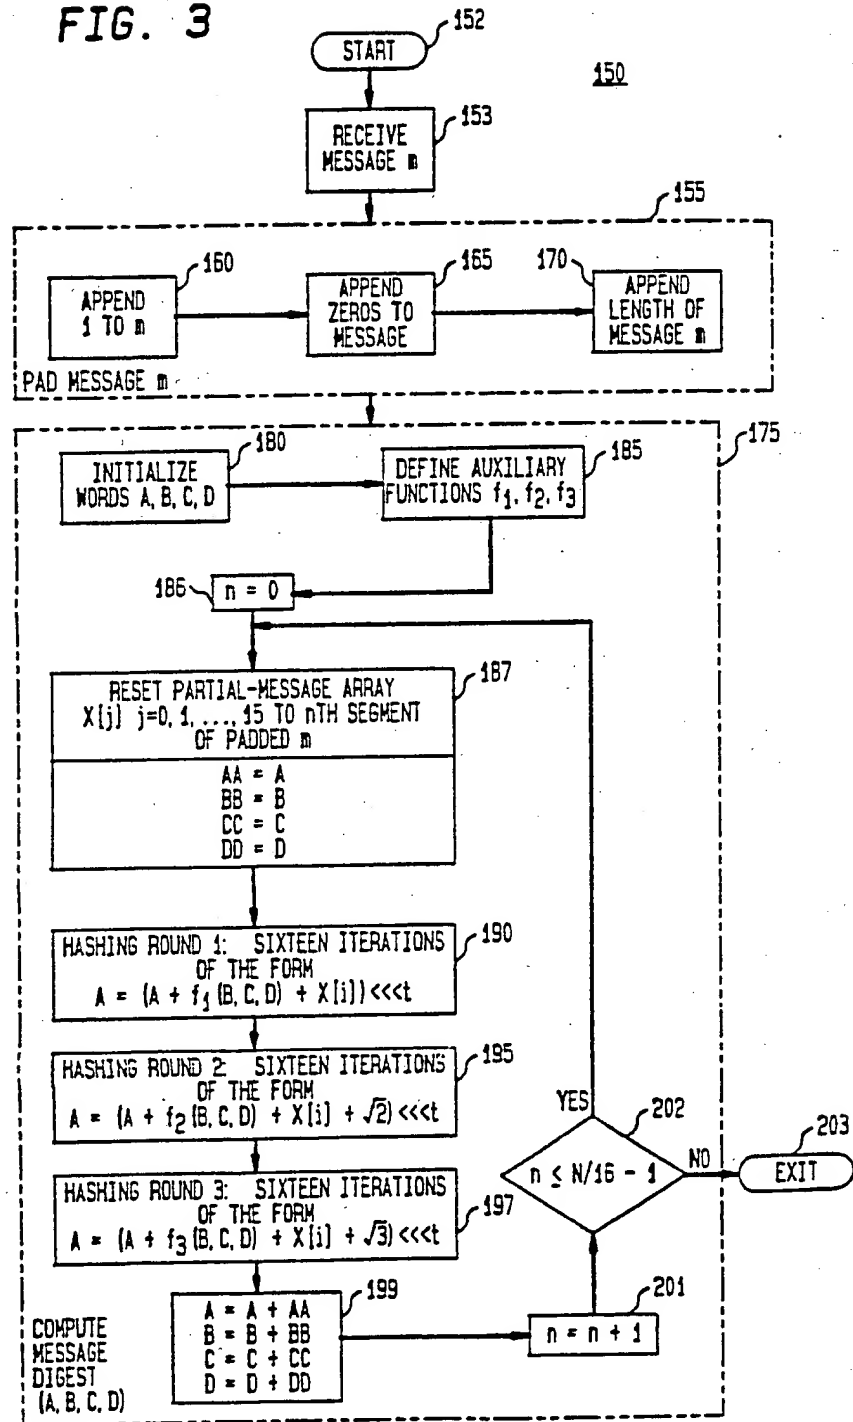 FIG. 3
152
START
150
153
RECEIVE
MESSAGE m
155
160
APPEND
1 TO m
165
APPEND
ZEROS TO
MESSAGE
170
APPEND
LENGTH OF
MESSAGE m
PAD MESSAGE m
175
180
INITIALIZE
WORDS A, B, C, D
185
DEFINE AUXILIARY
FUNCTIONS f1, f2, f3
186
n = 0
187
RESET PARTIAL-MESSAGE ARRAY
X[j] j=0, 1, ..., 15 TO nTH SEGMENT
OF PADDED m
AA = A
BB = B
CC = C
DD = D
190
HASHING ROUND 1: SIXTEEN ITERATIONS
OF THE FORM
A = (A + f1(B, C, D) + X[i])<<<t
195
HASHING ROUND 2: SIXTEEN ITERATIONS
OF THE FORM
A = (A + f2(B, C, D) + X[i] + √2)<<<t
197
HASHING ROUND 3: SIXTEEN ITERATIONS
OF THE FORM
A = (A + f3(B, C, D) + X[i] + √3)<<<t
199
A = A + AA
B = B + BB
C = C + CC
D = D + DD
201
n = n + 1
YES
202
n ≤ N/16 - 1
NO
203
EXIT
COMPUTE
MESSAGE
DIGEST
(A, B, C, D)